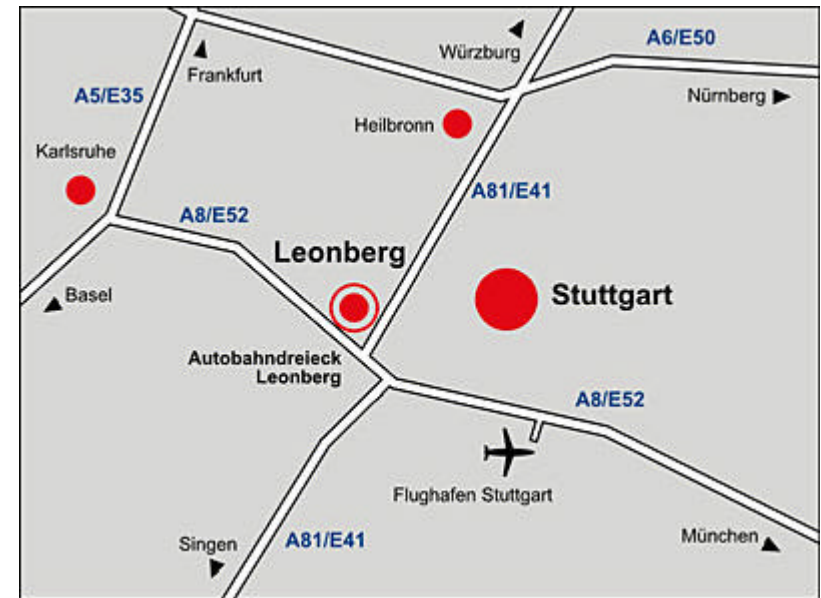 A6/E50
Würzburg
Frankfurt
A5/E35
Nürnberg
Heilbronn
Karlsruhe
A81/E41
A8/E52
Leonberg
Basel
Stuttgart
Autobahndreieck
Leonberg
A8/E52
Flughafen Stuttgart
München
Singen
A81/E41